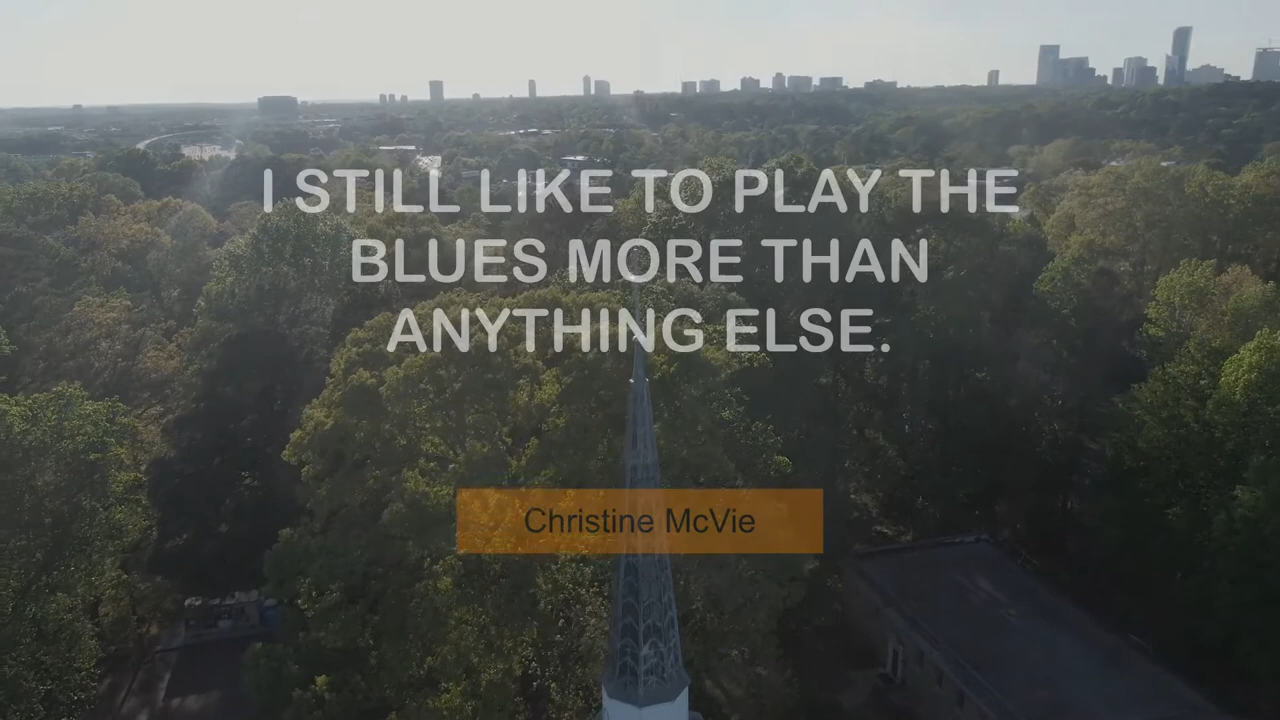 I STILL LIKE TO PLAY THE
BLUES MORE THAN
ANYTHING ELSE.
Christine McVie